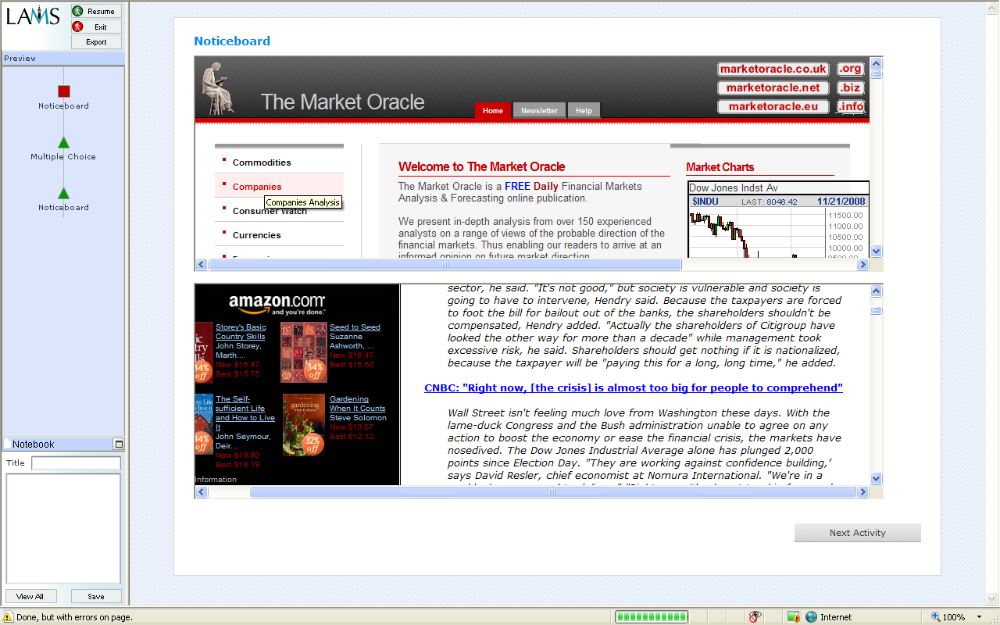 LAMS
Resume
Exit
Export
Preview
Noticeboard
Multiple Choice
Noticeboard
Notebook
Title
View All
Save
Noticeboard
The Market Oracle
Home
Newsletter
Help
marketoracle.co.uk
.org
marketoracle.net
.biz
marketoracle.eu
.info
Commodities
Companies
Companies Analysis
Consumer Watch
Currencies
Welcome to The Market Oracle
The Market Oracle is a FREE Daily Financial Markets
Analysis & Forecasting online publication.
We present in-depth analysis from over 150 experienced
analysts on a range of views of the probable direction of the
financial markets. Thus enabling our readers to arrive at an
informed opinion on future market direction.
Market Charts
Dow Jones Indst Av
$INDU LAST: 8046.42 11/21/2008
11500.00
11000.00
10500.00
10000.00
9500.00
amazon.com
and you're done.
Storey's Basic
Country Skills
John Storey,
Marth...
New $16.47
Best $16.75
34%
off
Seed to Seed
Suzanne
Ashworth, ...
New $16.47
Best $16.50
34%
off
The Self-
sufficient Life
and How to Live
It
John Seymour,
Deir...
New $19.80
Best $19.19
34%
off
Gardening
When It Counts
Steve Solomon
New $13.57
Best $12.12
gardening
32%
off
Information
sector, he said. "It's not good," but society is vulnerable and society is
going to have to intervene, Hendry said. Because the taxpayers are forced
to foot the bill for bailout out of the banks, the shareholders shouldn't be
compensated, Hendry added. "Actually the shareholders of Citigroup have
looked the other way for more than a decade" while management took
excessive risk, he said. Shareholders should get nothing if it is nationalized,
because the taxpayer will be "paying this for a long, long time," he added.
CNBC: "Right now, [the crisis] is almost too big for people to comprehend"
Wall Street isn't feeling much love from Washington these days. With the
lame-duck Congress and the Bush administration unable to agree on any
action to boost the economy or ease the financial crisis, the markets have
nosedived. The Dow Jones Industrial Average alone has plunged 2,000
points since Election Day. "They are working against confidence building,’
says David Resler, chief economist at Nomura International. "We're in a
Next Activity
Done, but with errors on page.
Internet
100%